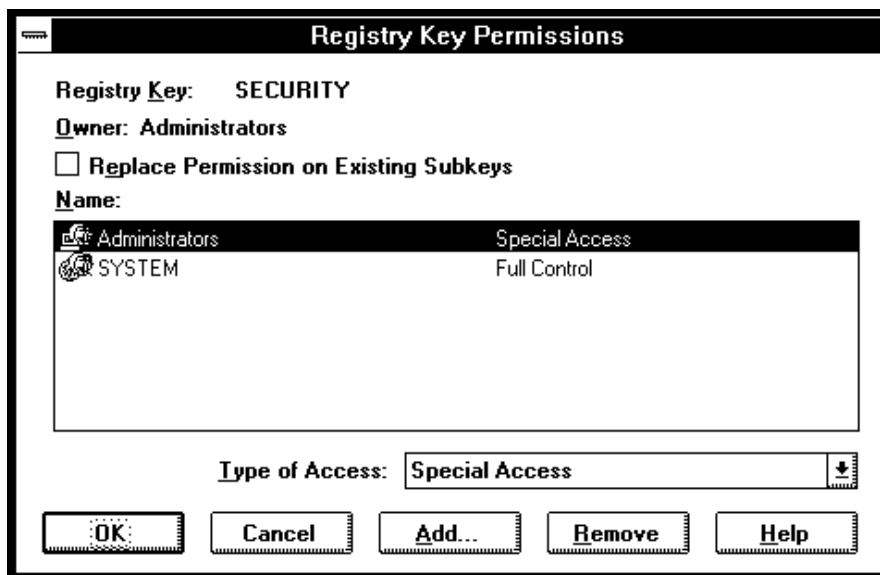 Registry Key Permissions
Registry Key: SECURITY
Owner: Administrators
Replace Permission on Existing Subkeys
Name:
Administrators Special Access
SYSTEM Full Control
Type of Access: Special Access
OK Cancel Add... Remove Help